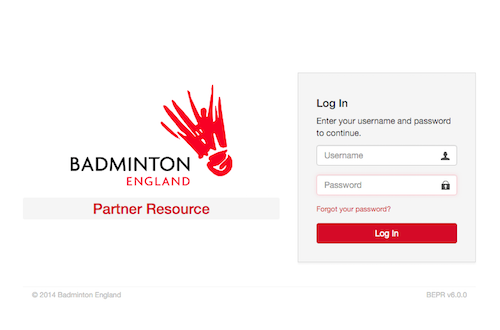 BADMINTON
ENGLAND
Partner Resource
Log In
Enter your username and password
to continue.
Username
Password
Forgot your password?
Log In
© 2014 Badminton England
BEPR v6.0.0